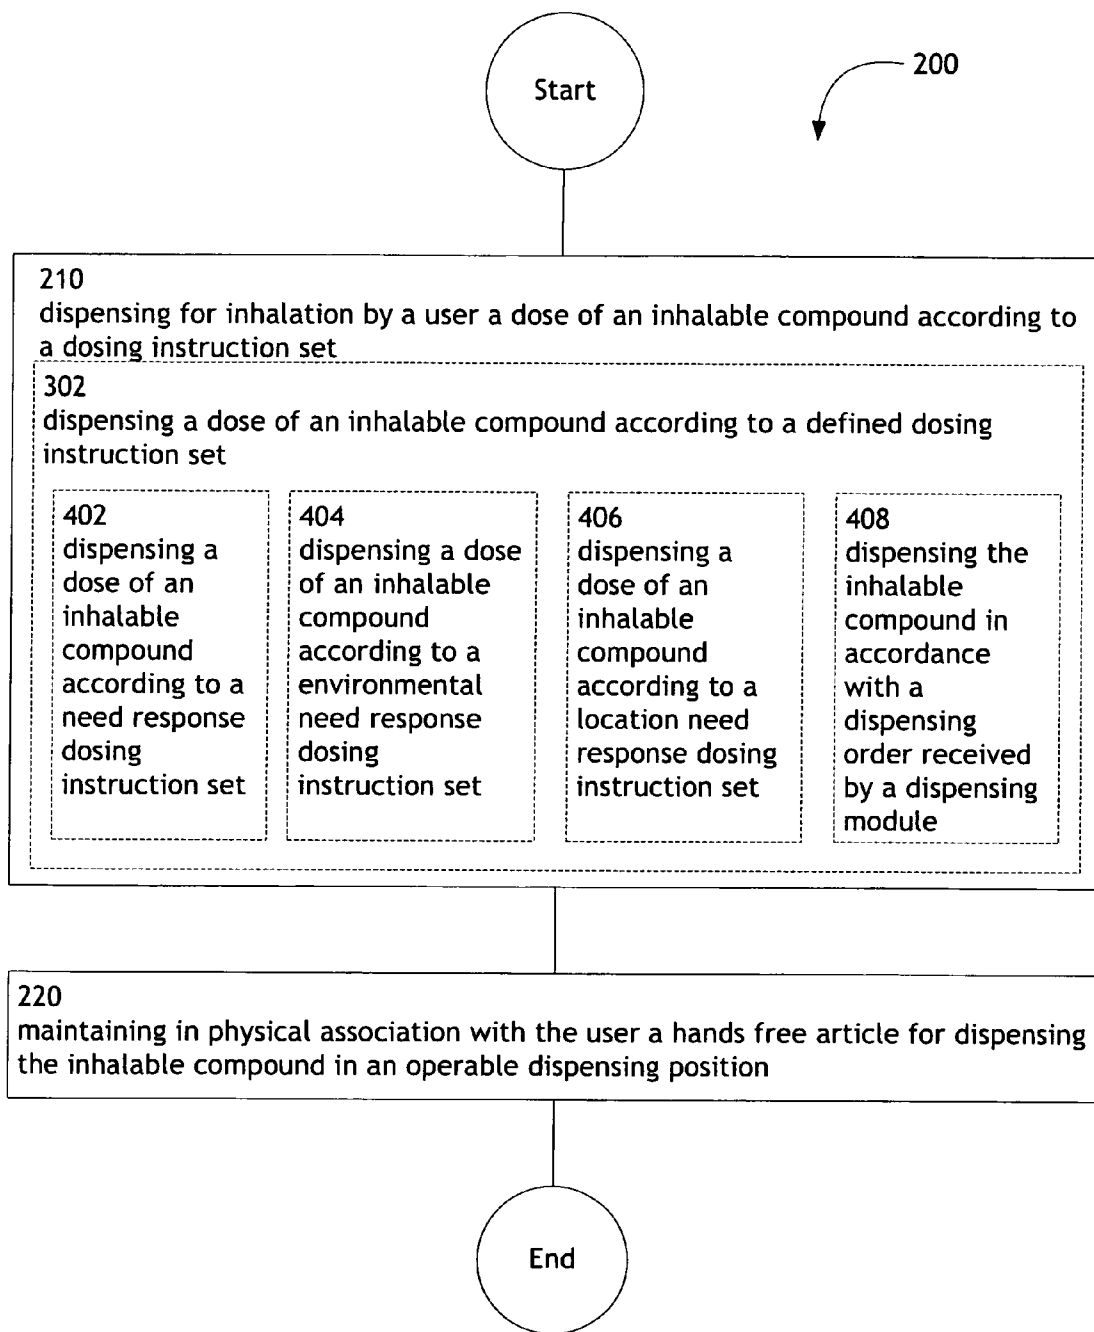 Start
200
210
dispensing for inhalation by a user a dose of an inhalable compound according to
a dosing instruction set
302
dispensing a dose of an inhalable compound according to a defined dosing
instruction set
402
dispensing a
dose of an
inhalable
compound
according to a
need response
dosing
instruction set
404
dispensing a dose
of an inhalable
compound
according to a
environmental
need response
dosing
instruction set
406
dispensing a
dose of an
inhalable
compound
according to a
location need
response dosing
instruction set
408
dispensing the
inhalable
compound in
accordance
with a
dispensing
order received
by a dispensing
module
220
maintaining in physical association with the user a hands free article for dispensing
the inhalable compound in an operable dispensing position
End